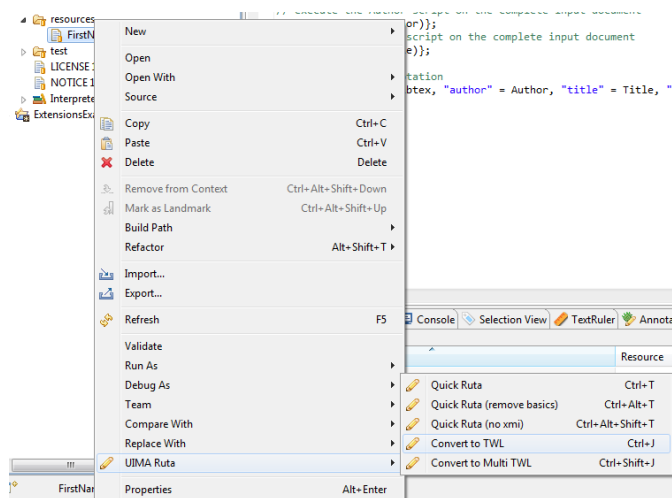 // execute the Author script on the complete input document
resources
or)};
FirstNa
New
script on the complete input document
test
e)};
LICENSE
Open
NOTICE 1
Open With
tation
Interprete
Source
btex, "author" = Author, "title" = Title, "
ExtensionsExa
Copy Ctrl+C
Paste Ctrl+V
Delete Delete
Remove from Context Ctrl+Alt+Shift+Down
Mark as Landmark Ctrl+Alt+Shift+Up
Build Path
Refactor Alt+Shift+T
Import...
Export...
Refresh F5
Console Selection View TextRuler Annota
Validate
Resource
Run As
Debug As
Quick Ruta Ctrl+T
Team
Quick Ruta (remove basics) Ctrl+Alt+T
Compare With
Quick Ruta (no xmi) Ctrl+Alt+Shift+T
Replace With
Convert to TWL Ctrl+J
UIMA Ruta
Convert to Multi TWL Ctrl+Shift+J
FirstNar
Properties Alt+Enter